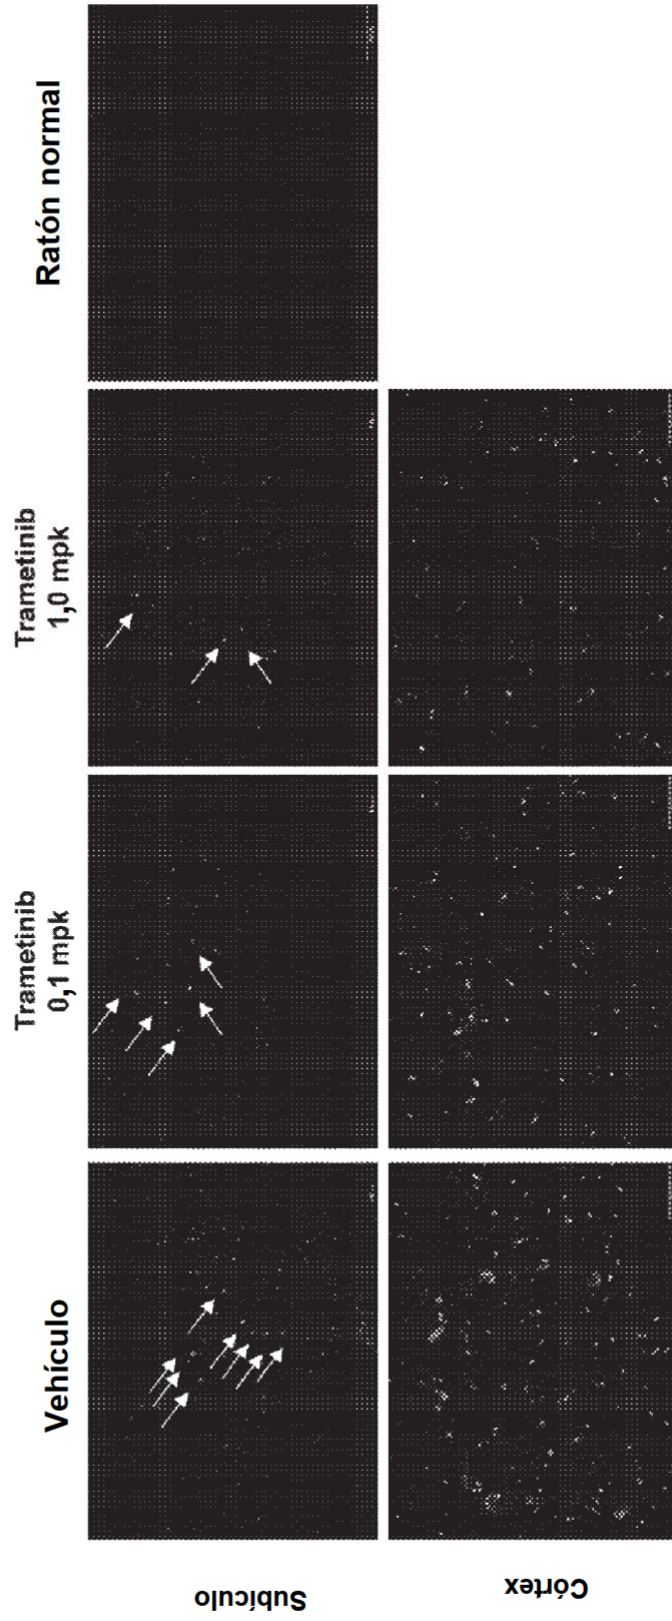 Vehículo
Trametinib
0,1 mpk
Trametinib
1,0 mpk
Ratón normal
Subículo
Córtex